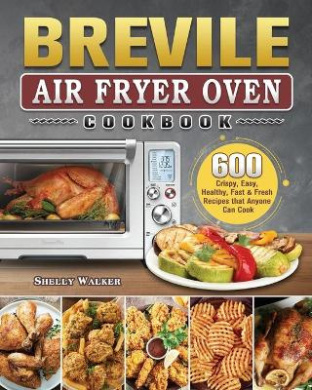 BREVILE
AIR FRYER OVEN
COOKBOOK
600
Crispy, Easy,
Healthy, Fast & Fresh
Recipes that Anyone
Can Cook
Shelly Walker